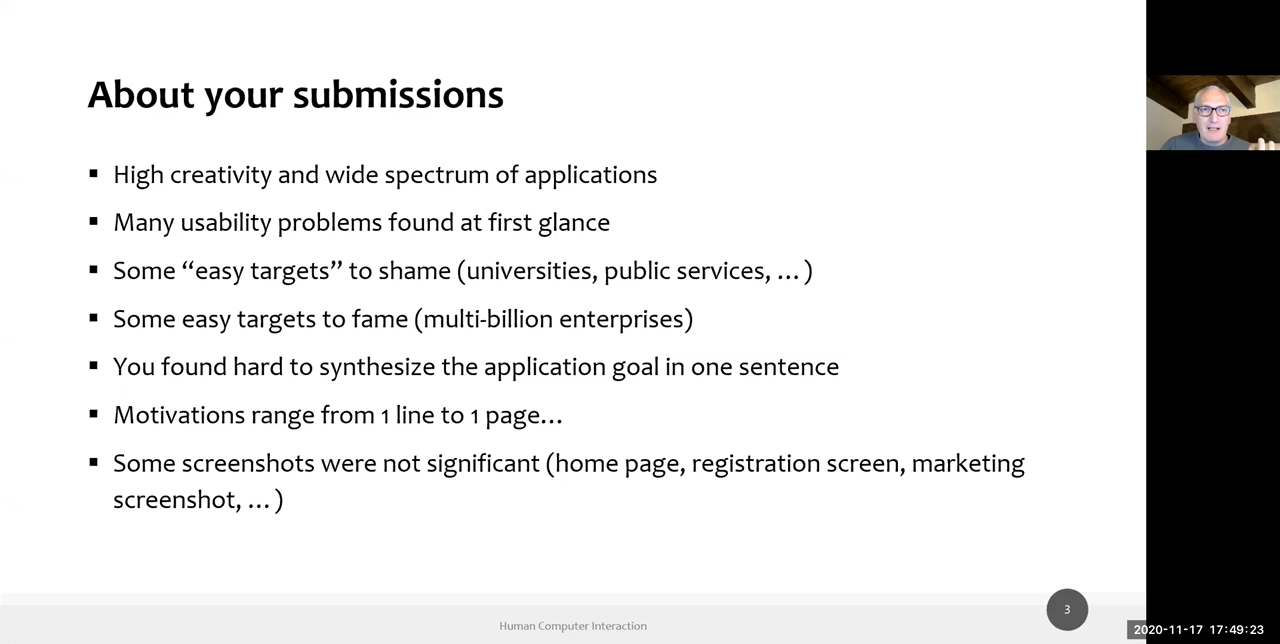 About your submissions
▪ High creativity and wide spectrum of applications
▪ Many usability problems found at first glance
▪ Some “easy targets” to shame (universities, public services, … )
▪ Some easy targets to fame (multi-billion enterprises)
▪ You found hard to synthesize the application goal in one sentence
▪ Motivations range from 1 line to 1 page…
▪ Some screenshots were not significant (home page, registration screen, marketing
screenshot, … )
Human Computer Interaction
3
2020-11-17 17:49:23